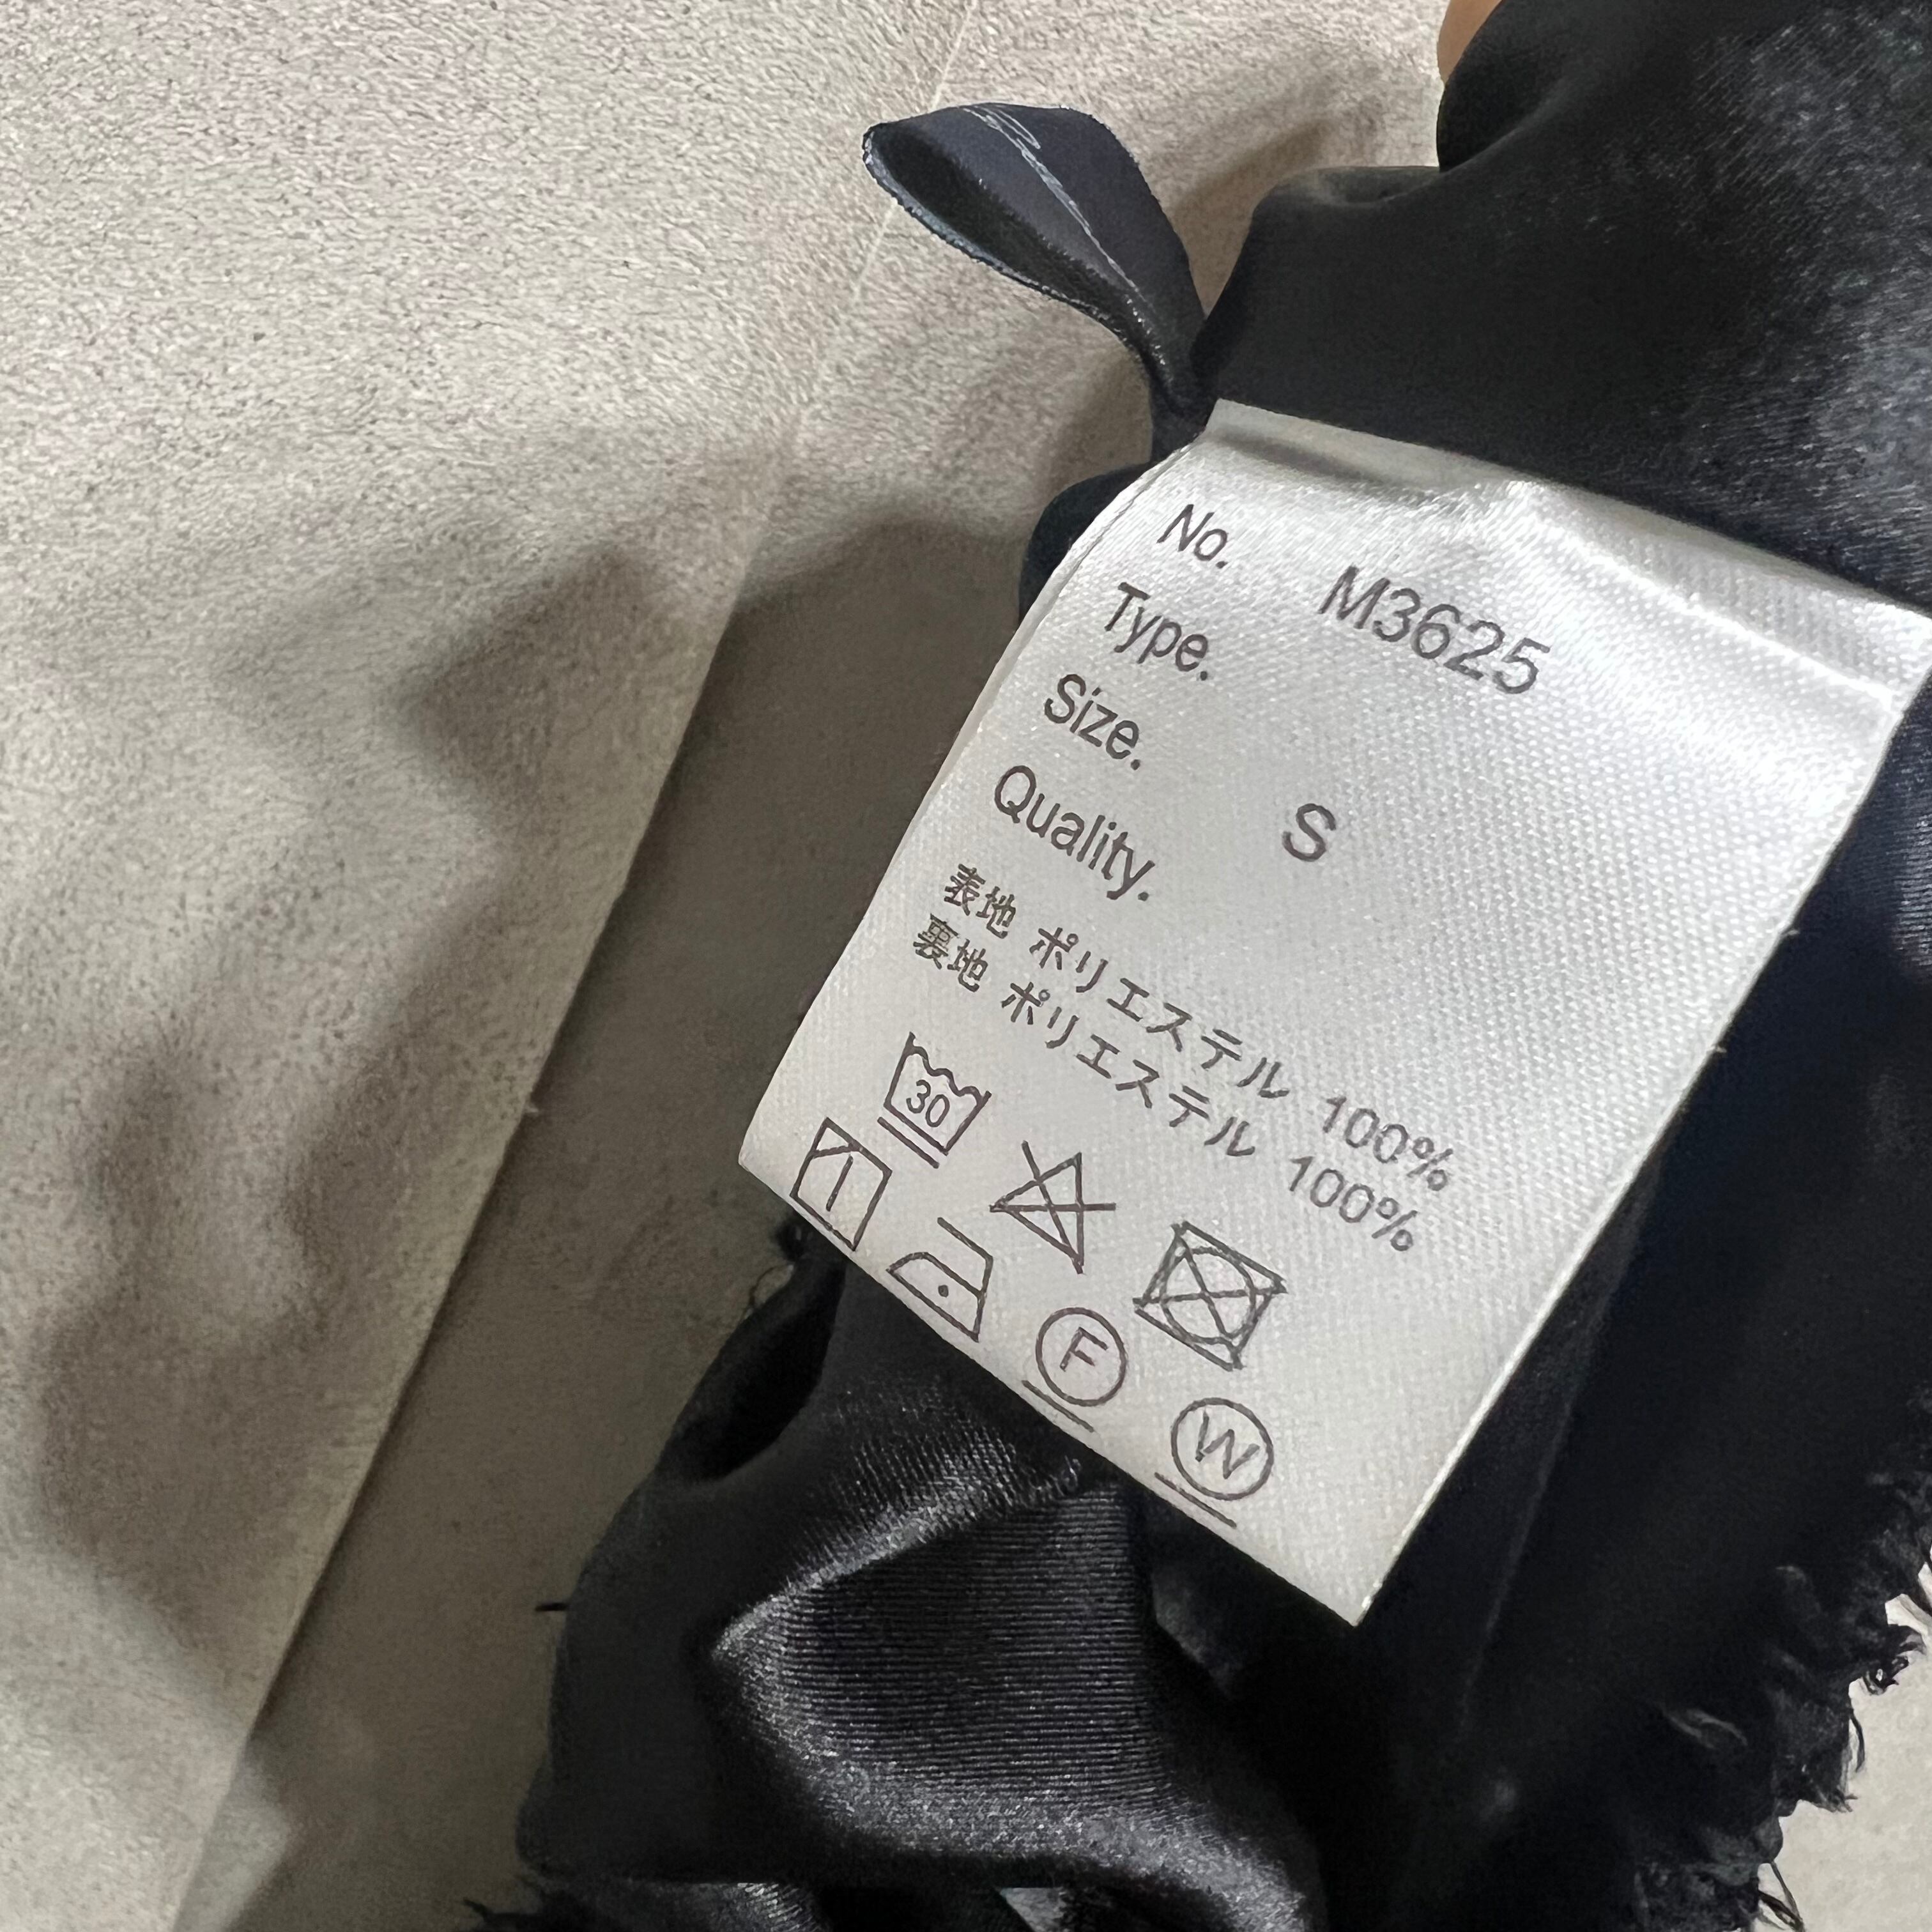 No. M3625
Type.
Size. S
Quality.
表地 ポリエステル 100%
裏地 ポリエステル 100%
30
F
W